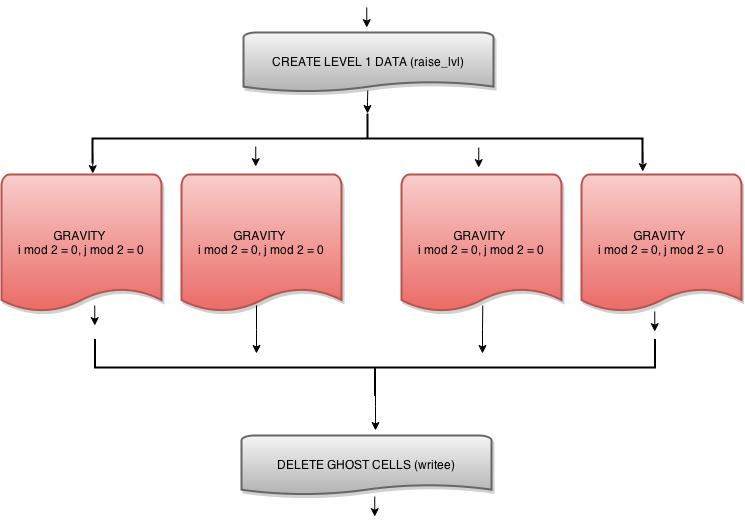 CREATE LEVEL 1 DATA (raise_lvl)
GRAVITY
i mod 2 = 0, j mod 2 = 0
GRAVITY
i mod 2 = 0, j mod 2 = 0
GRAVITY
i mod 2 = 0, j mod 2 = 0
GRAVITY
i mod 2 = 0, j mod 2 = 0
DELETE GHOST CELLS (writee)